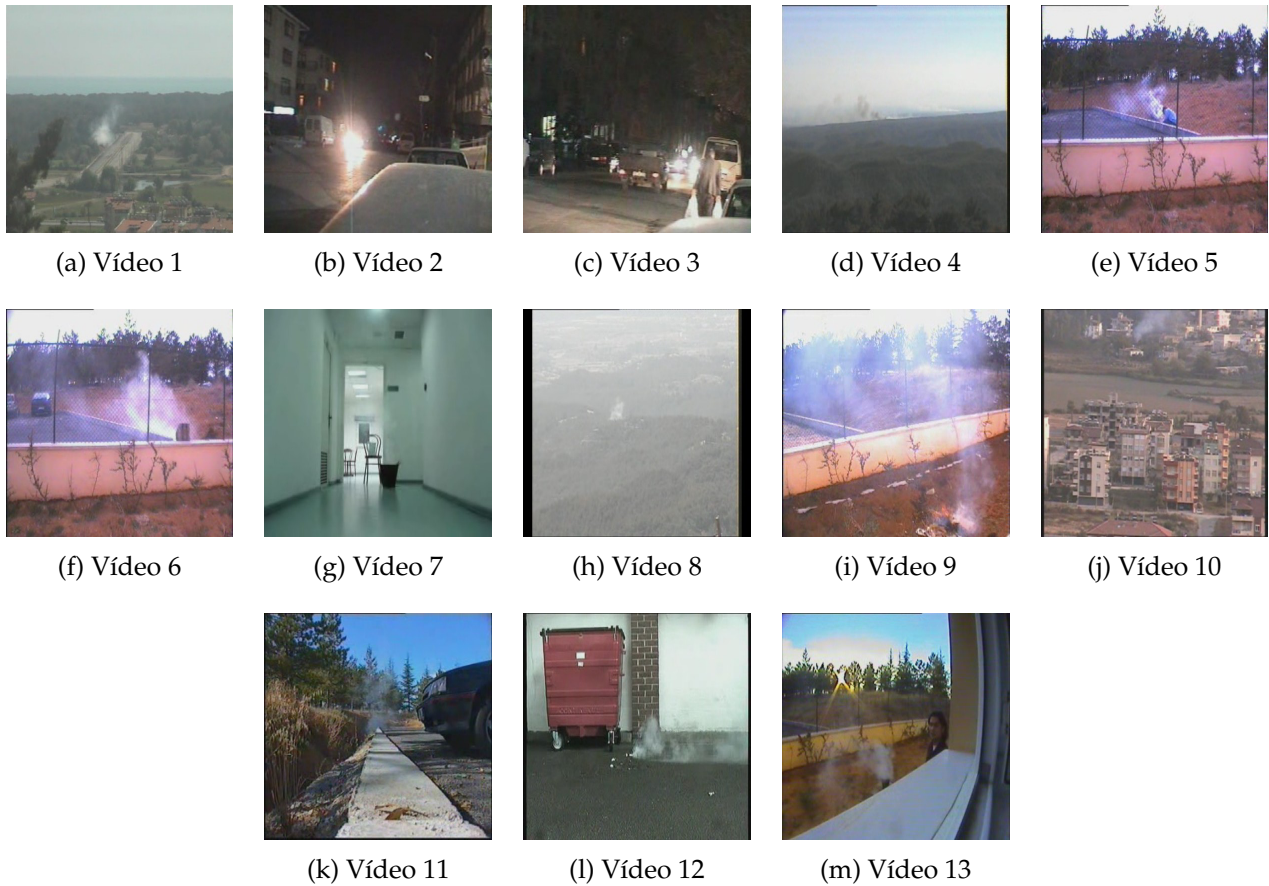 (a) Vídeo 1
(b) Vídeo 2
(c) Vídeo 3
(d) Vídeo 4
(e) Vídeo 5
(f) Vídeo 6
(g) Vídeo 7
(h) Vídeo 8
(i) Vídeo 9
(j) Vídeo 10
(k) Vídeo 11
(l) Vídeo 12
(m) Vídeo 13